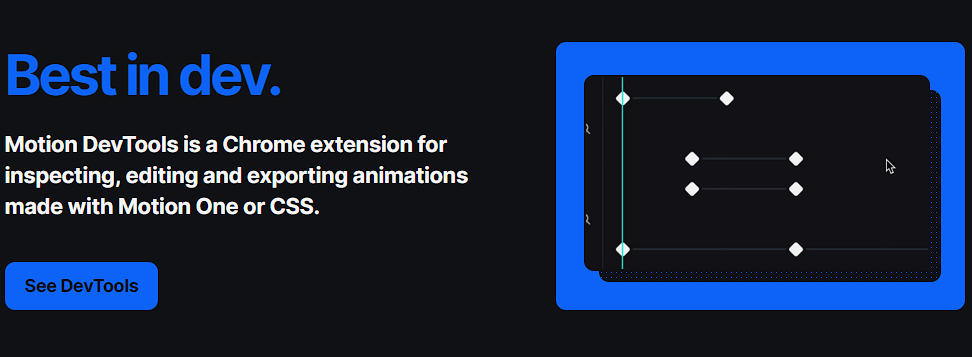 Best in dev.
Motion DevTools is a Chrome extension for
inspecting, editing and exporting animations
made with Motion One or CSS.
See DevTools